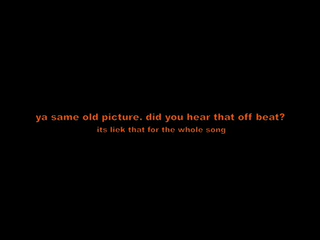 ya same old picture. did you hear that off beat?
its liek that for the whole song